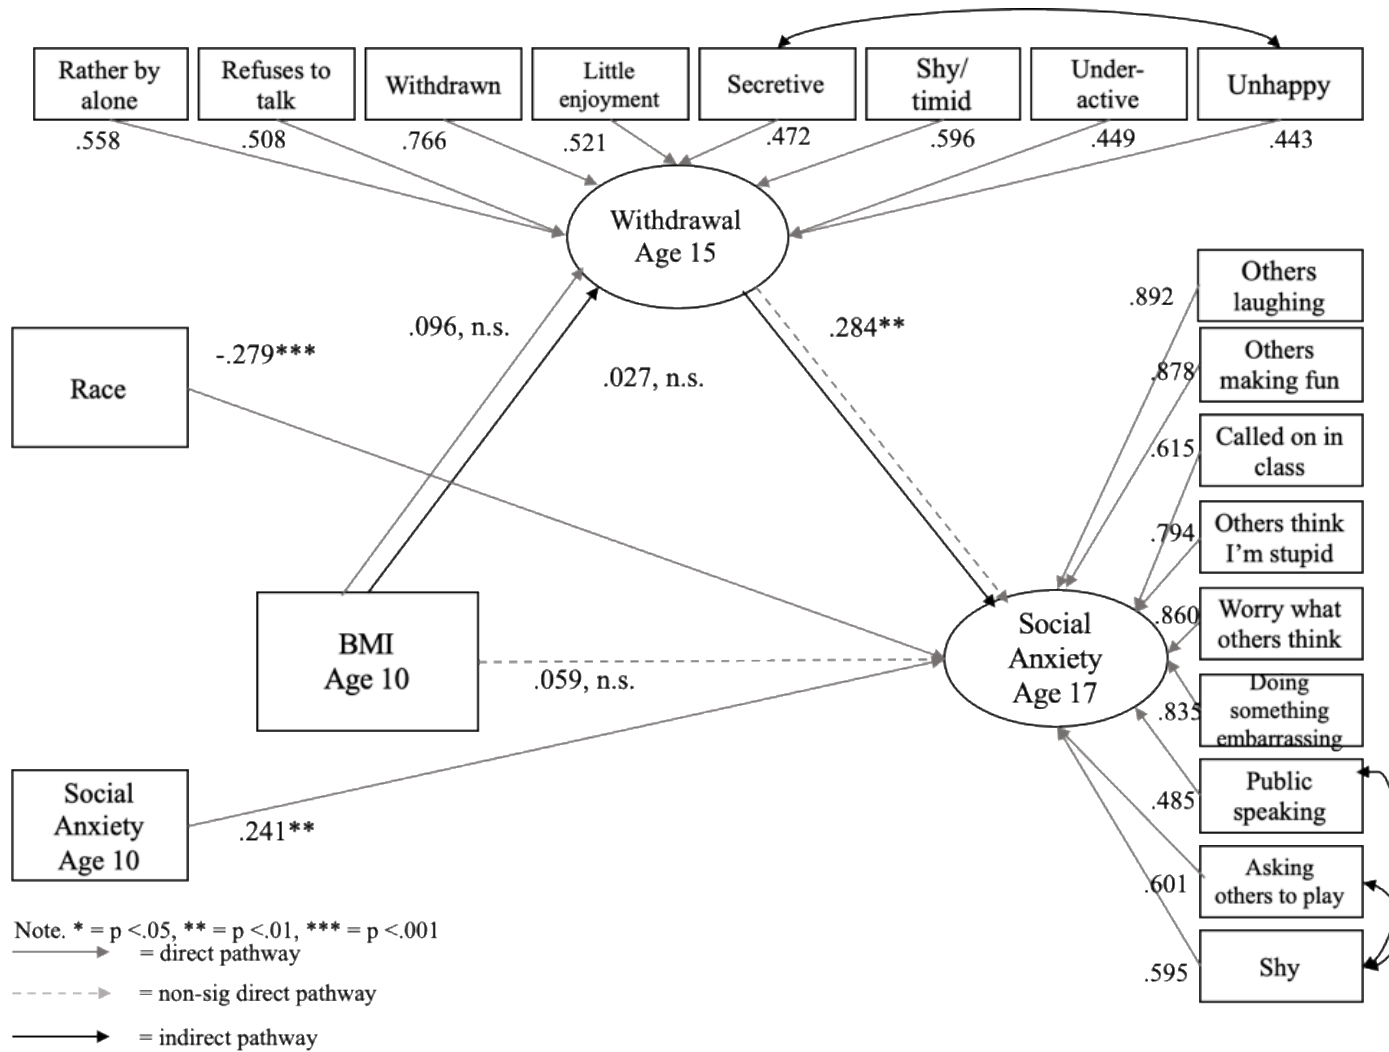 Rather by
alone
Refuses to
talk
Withdrawn
Little
enjoyment
Secretive
Shy/
timid
Under-
active
Unhappy
.558
.508
.766
.521
.472
.596
.449
.443
Withdrawal
Age 15
Others
laughing
.892
Others
making fun
.878
Called on in
class
.615
Others think
I'm stupid
.794
Worry what
others think
.860
Doing
something
embarrassing
.835
Public
speaking
.485
Asking
others to play
.601
Shy
.595
.096, n.s.
.027, n.s.
.284**
Race
-.279***
BMI
Age 10
.059, n.s.
Social
Anxiety
Age 17
Social
Anxiety
Age 10
.241**
Note. * = p <.05, ** = p <.01, *** = p <.001
= direct pathway
= non-sig direct pathway
= indirect pathway